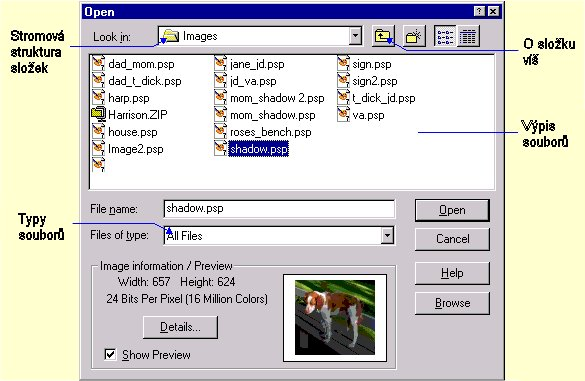 Open
Stromová
struktura
složek
Look in:
Images
O složku
víš
dad_mom.psp
jane_jd.psp
sign.psp
dad_t_dick.psp
jd_va.psp
sign2.psp
harp.psp
mom_shadow 2.psp
t_dick_jd.psp
Harrison.ZIP
mom_shadow.psp
va.psp
house.psp
roses_bench.psp
Image2.psp
shadow.psp
Výpis
souborů
File name:
shadow.psp
Open
Typy
souborů
Files of type:
All Files
Cancel
Image information / Preview
Width: 657 Height: 624
24 Bits Per Pixel (16 Million Colors)
Help
Browse
Details...
Show Preview